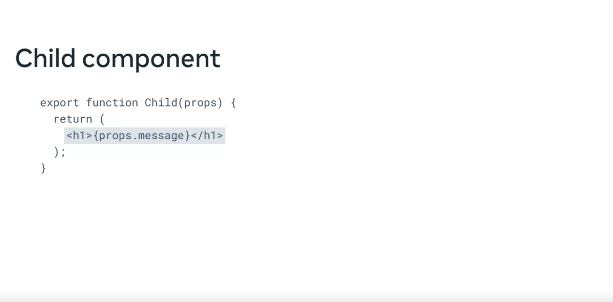 Child component
export function Child(props) {
return (
<h1>{props.message}</h1>
);
}